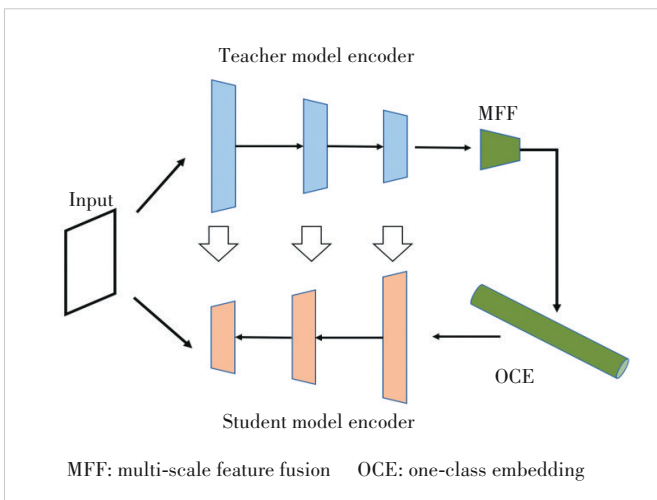 Teacher model encoder
MFF
Input
OCE
Student model encoder
MFF: multi-scale feature fusion OCE: one-class embedding